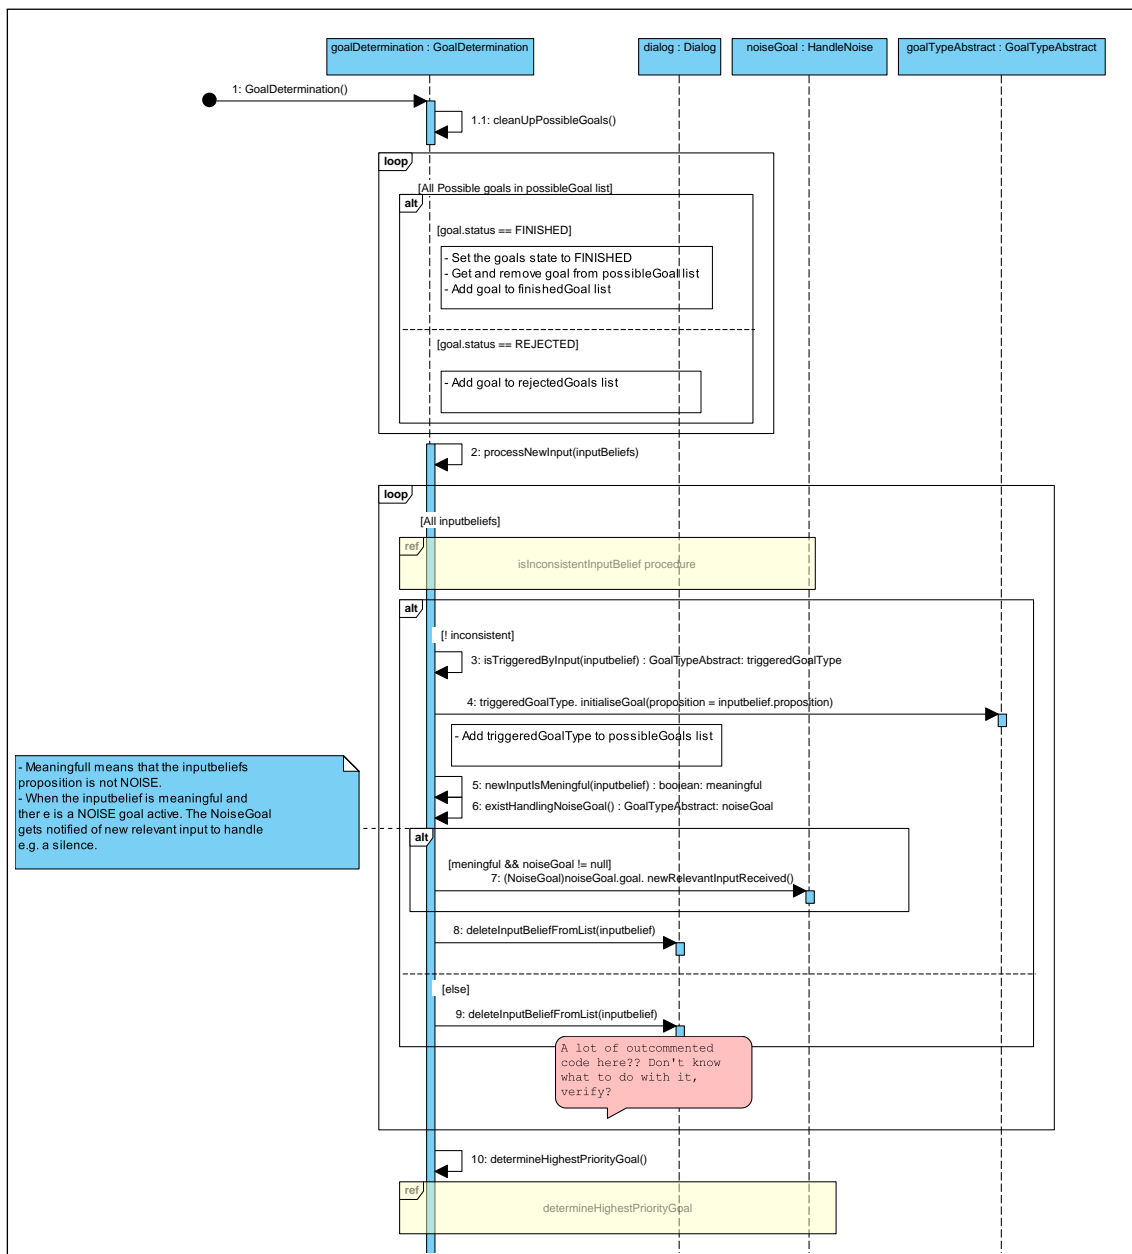 goalDetermination : GoalDetermination
dialog : Dialog
noiseGoal : HandleNoise
goalTypeAbstract : GoalTypeAbstract
1: GoalDetermination()
1.1: cleanUpPossibleGoals()
loop
[All Possible goals in possibleGoal list]
alt
[goal.status == FINISHED]
- Set the goals state to FINISHED
- Get and remove goal from possibleGoal list
- Add goal to finishedGoal list
[goal.status == REJECTED]
- Add goal to rejectedGoals list
2: processNewInput(inputBeliefs)
loop
[All inputbeliefs]
ref
isInconsistentInputBelief procedure
alt
[! inconsistent]
3: isTriggeredByInput(inputbelief) : GoalTypeAbstract: triggeredGoalType
4: triggeredGoalType. initialiseGoal(proposition = inputbelief.proposition)
- Add triggeredGoalType to possibleGoals list
- Meaningfull means that the inputbeliefs
proposition is not NOISE.
- When the inputbelief is meaningful and
ther e is a NOISE goal active. The NoiseGoal
gets notified of new relevant input to handle
e.g. a silence.
5: newInputIsMeningful(inputbelief) : boolean: meaningful
6: existHandlingNoiseGoal() : GoalTypeAbstract: noiseGoal
alt
[meningful && noiseGoal != null]
7: (NoiseGoal)noiseGoal.goal. newRelevantInputReceived()
8: deleteInputBeliefFromList(inputbelief)
[else]
9: deleteInputBeliefFromList(inputbelief)
A lot of outcommented
code here?? Don't know
what to do with it,
verify?
10: determineHighestPriorityGoal()
ref
determineHighestPriorityGoal